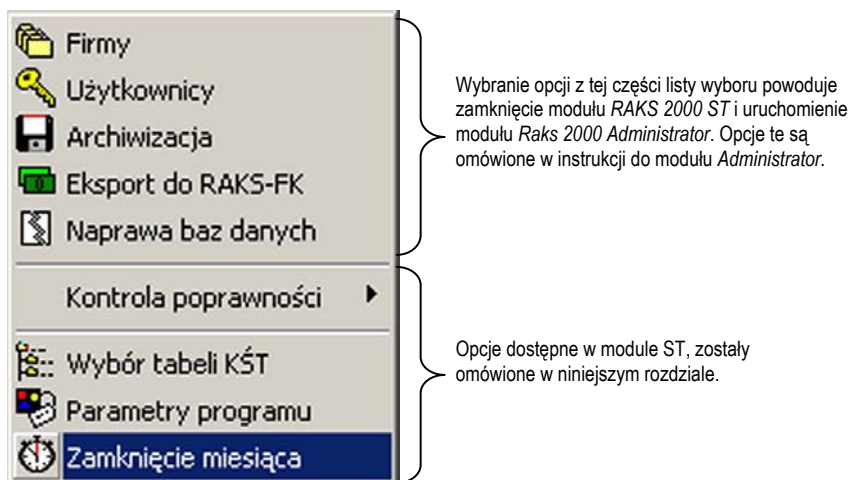 Firmy
Użytkownicy
Archiwizacja
Eksport do RAKS-FK
Naprawa baz danych
Kontrola poprawności
Wybór tabeli KŚT
Parametry programu
Zamknięcie miesiąca
Wybranie opcji z tej części listy wyboru powoduje
zamknięcie modułu RAKS 2000 ST i uruchomienie
modułu Raks 2000 Administrator. Opcje te są
omówione w instrukcji do modułu Administrator.
Opcje dostępne w module ST, zostały
omówione w niniejszym rozdziale.